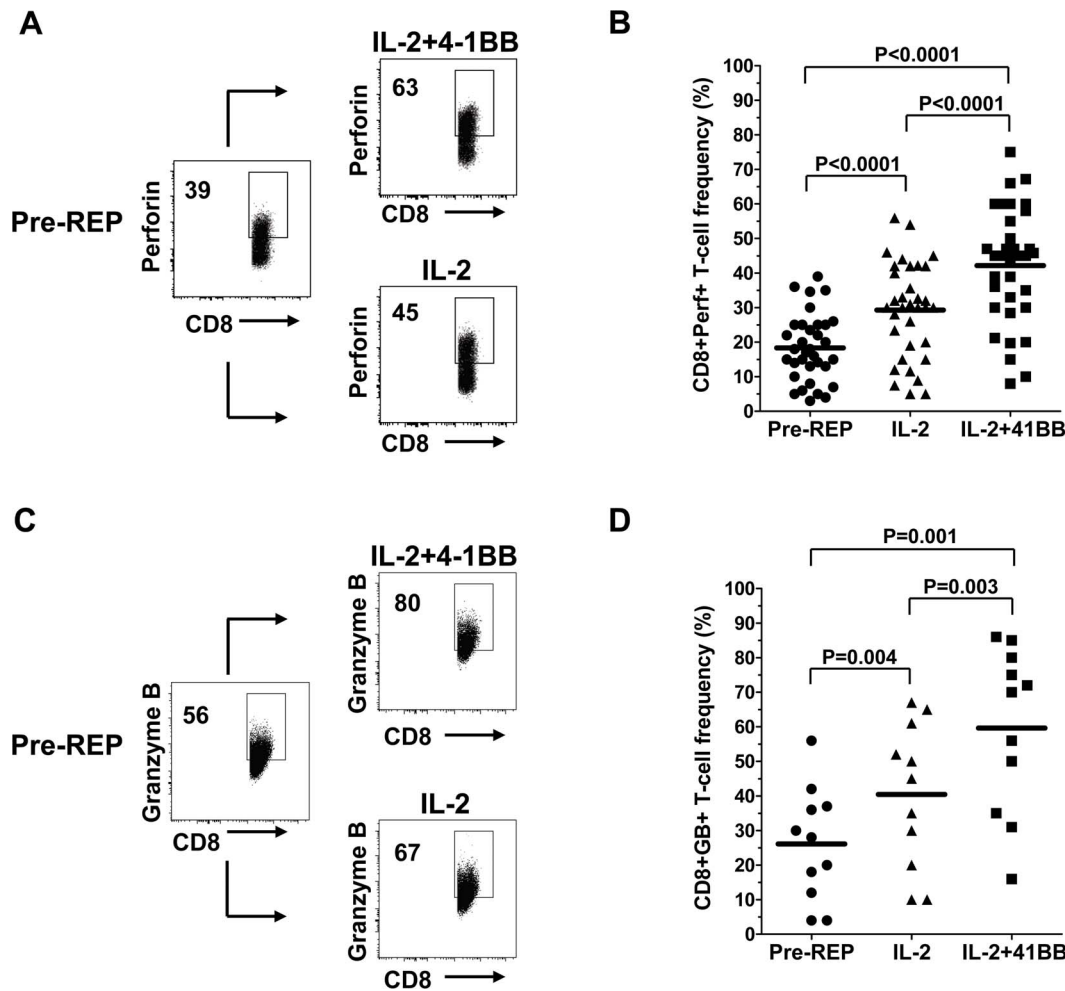 A
IL-2+4-1BB
63
Perforin
CD8
Pre-REP
39
Perforin
CD8
IL-2
45
Perforin
CD8
B
P<0.0001
P<0.0001
P<0.0001
CD8+Perf+ T-cell frequency (%)
100
90
80
70
60
50
40
30
20
10
0
Pre-REP IL-2 IL-2+41BB
C
IL-2+4-1BB
80
Granzyme B
CD8
Pre-REP
56
Granzyme B
CD8
IL-2
67
Granzyme B
CD8
D
P=0.001
P=0.003
P=0.004
CD8+GB+ T-cell frequency (%)
100
90
80
70
60
50
40
30
20
10
0
Pre-REP IL-2 IL-2+41BB